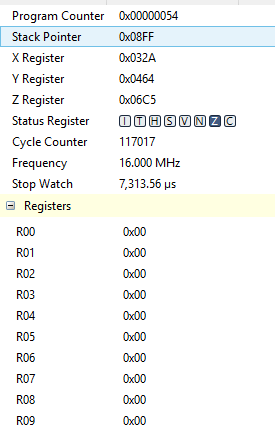 Program Counter 0x00000054
Stack Pointer 0x08FF
X Register 0x032A
Y Register 0x0464
Z Register 0x06C5
Status Register I T H S V N Z C
Cycle Counter 117017
Frequency 16.000 MHz
Stop Watch 7,313.56 µs
Registers
R00 0x00
R01 0x00
R02 0x00
R03 0x00
R04 0x00
R05 0x00
R06 0x00
R07 0x00
R08 0x00
R09 0x00